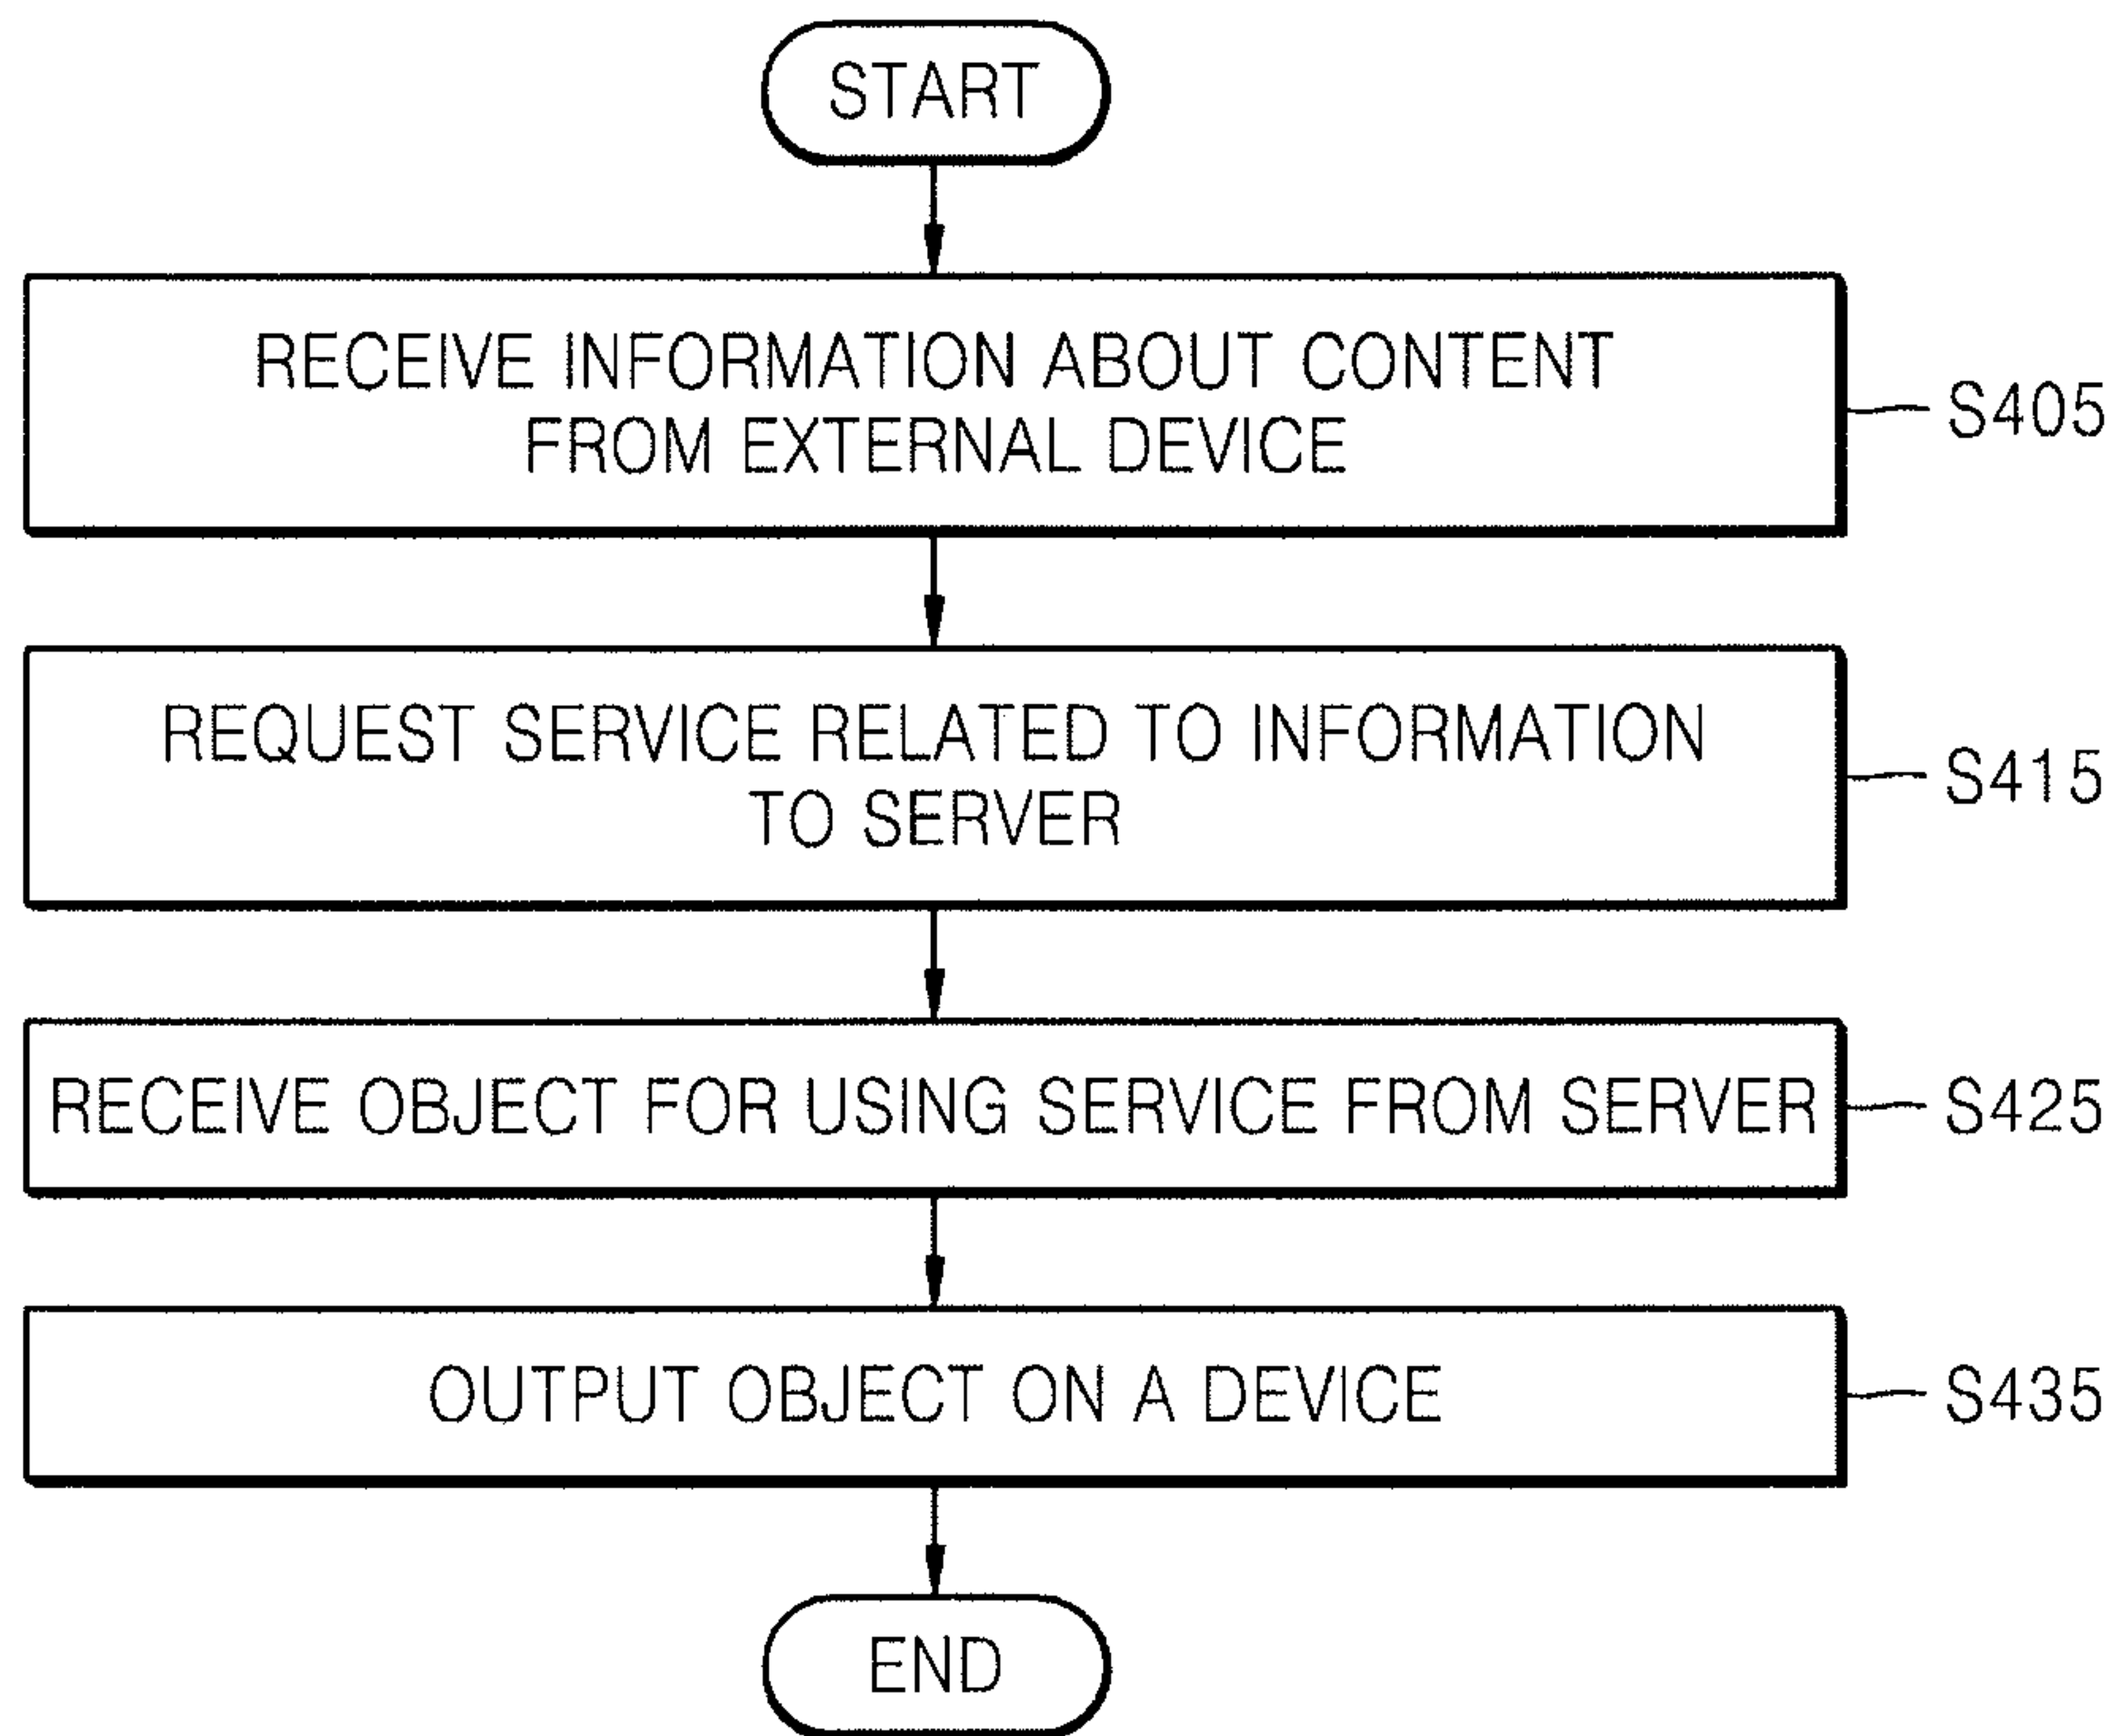 START
RECEIVE INFORMATION ABOUT CONTENT
FROM EXTERNAL DEVICE
S405
REQUEST SERVICE RELATED TO INFORMATION
TO SERVER
S415
RECEIVE OBJECT FOR USING SERVICE FROM SERVER
S425
OUTPUT OBJECT ON A DEVICE
S435
END